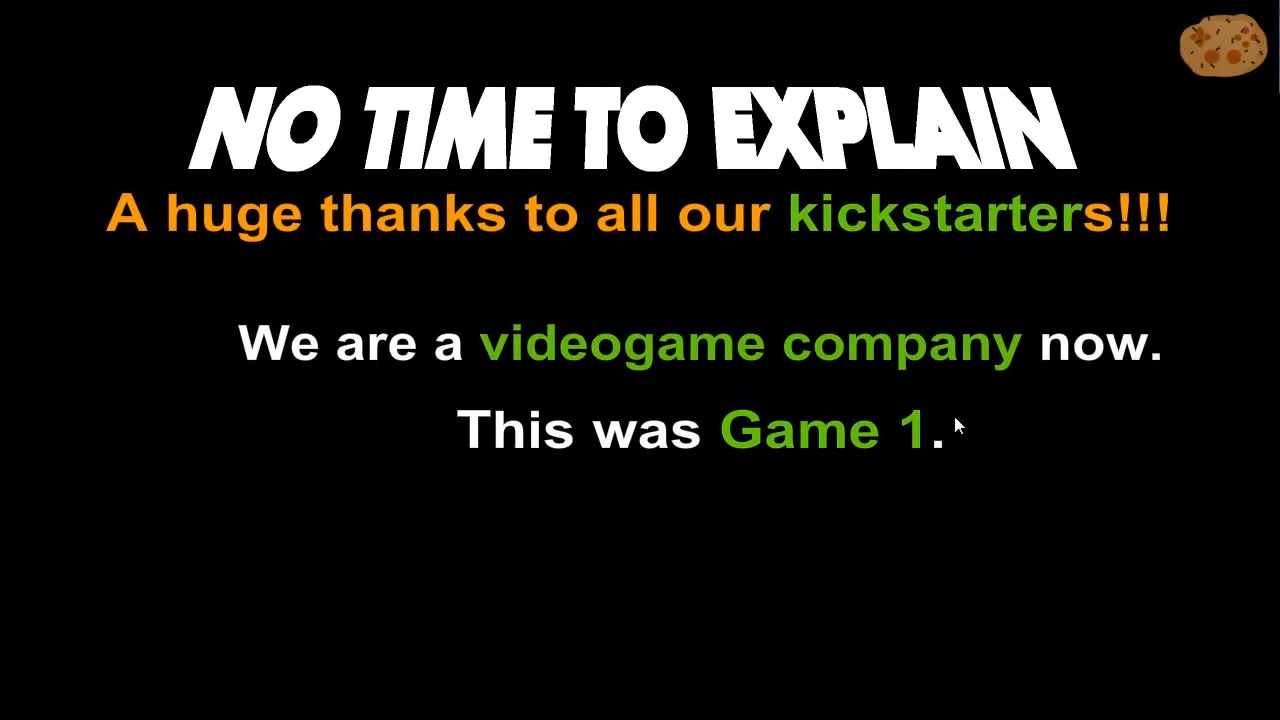 NO TIME TO EXPLAIN
A huge thanks to all our kickstarters!!!
We are a videogame company now.
This was Game 1.